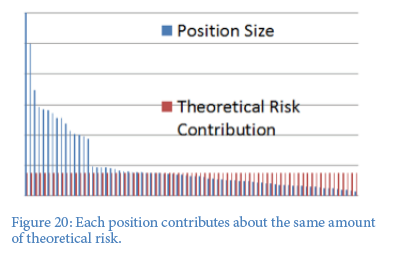 Position Size
Theoretical Risk
Contribution
Figure 20: Each position contributes about the same amount
of theoretical risk.